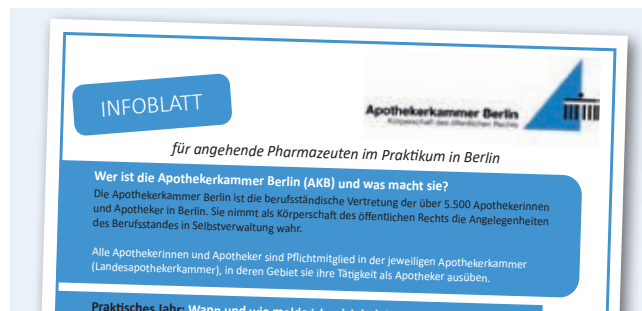 INFOBLATT
Apothekerkammer Berlin
Körperschaft des öffentlichen Rechts
für angehende Pharmazeuten im Praktikum in Berlin
Wer ist die Apothekerkammer Berlin (AKB) und was macht sie?
Die Apothekerkammer Berlin ist die berufsständische Vertretung der über 5.500 Apothekerinnen
und Apotheker in Berlin. Sie nimmt als Körperschaft des öffentlichen Rechts die Angelegenheiten
des Berufsstandes in Selbstverwaltung wahr.
Alle Apothekerinnen und Apotheker sind Pflichtmitglied in der jeweiligen Apothekerkammer
(Landesapothekerkammer), in deren Gebiet sie ihre Tätigkeit als Apotheker ausüben.
Praktisches Jahr: Wann und wie melde ich